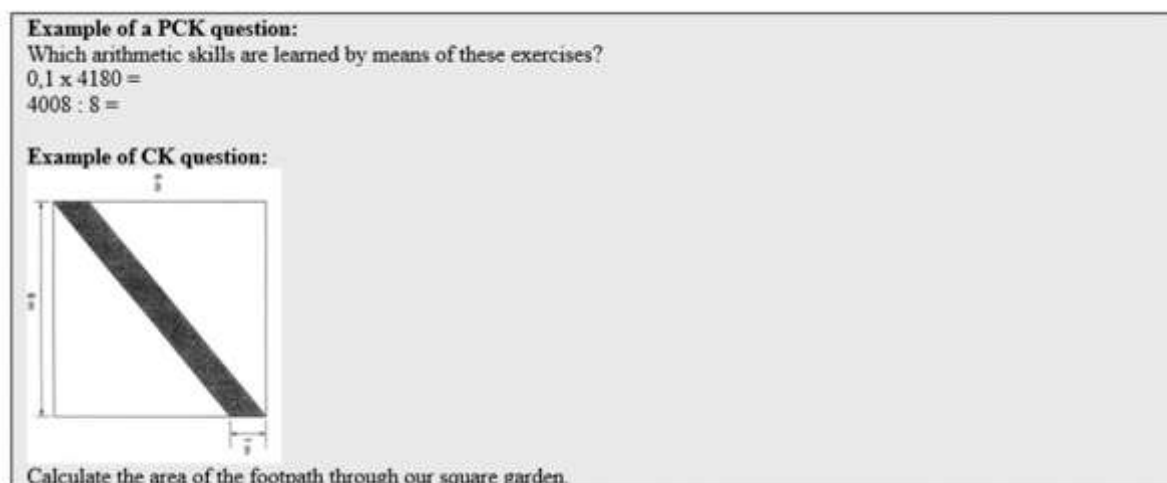 Example of a PCK question:
Which arithmetic skills are learned by means of these exercises?
0,1 x 4180 =
4008 : 8 =
Example of CK question:
Calculate the area of the footpath through our square garden.